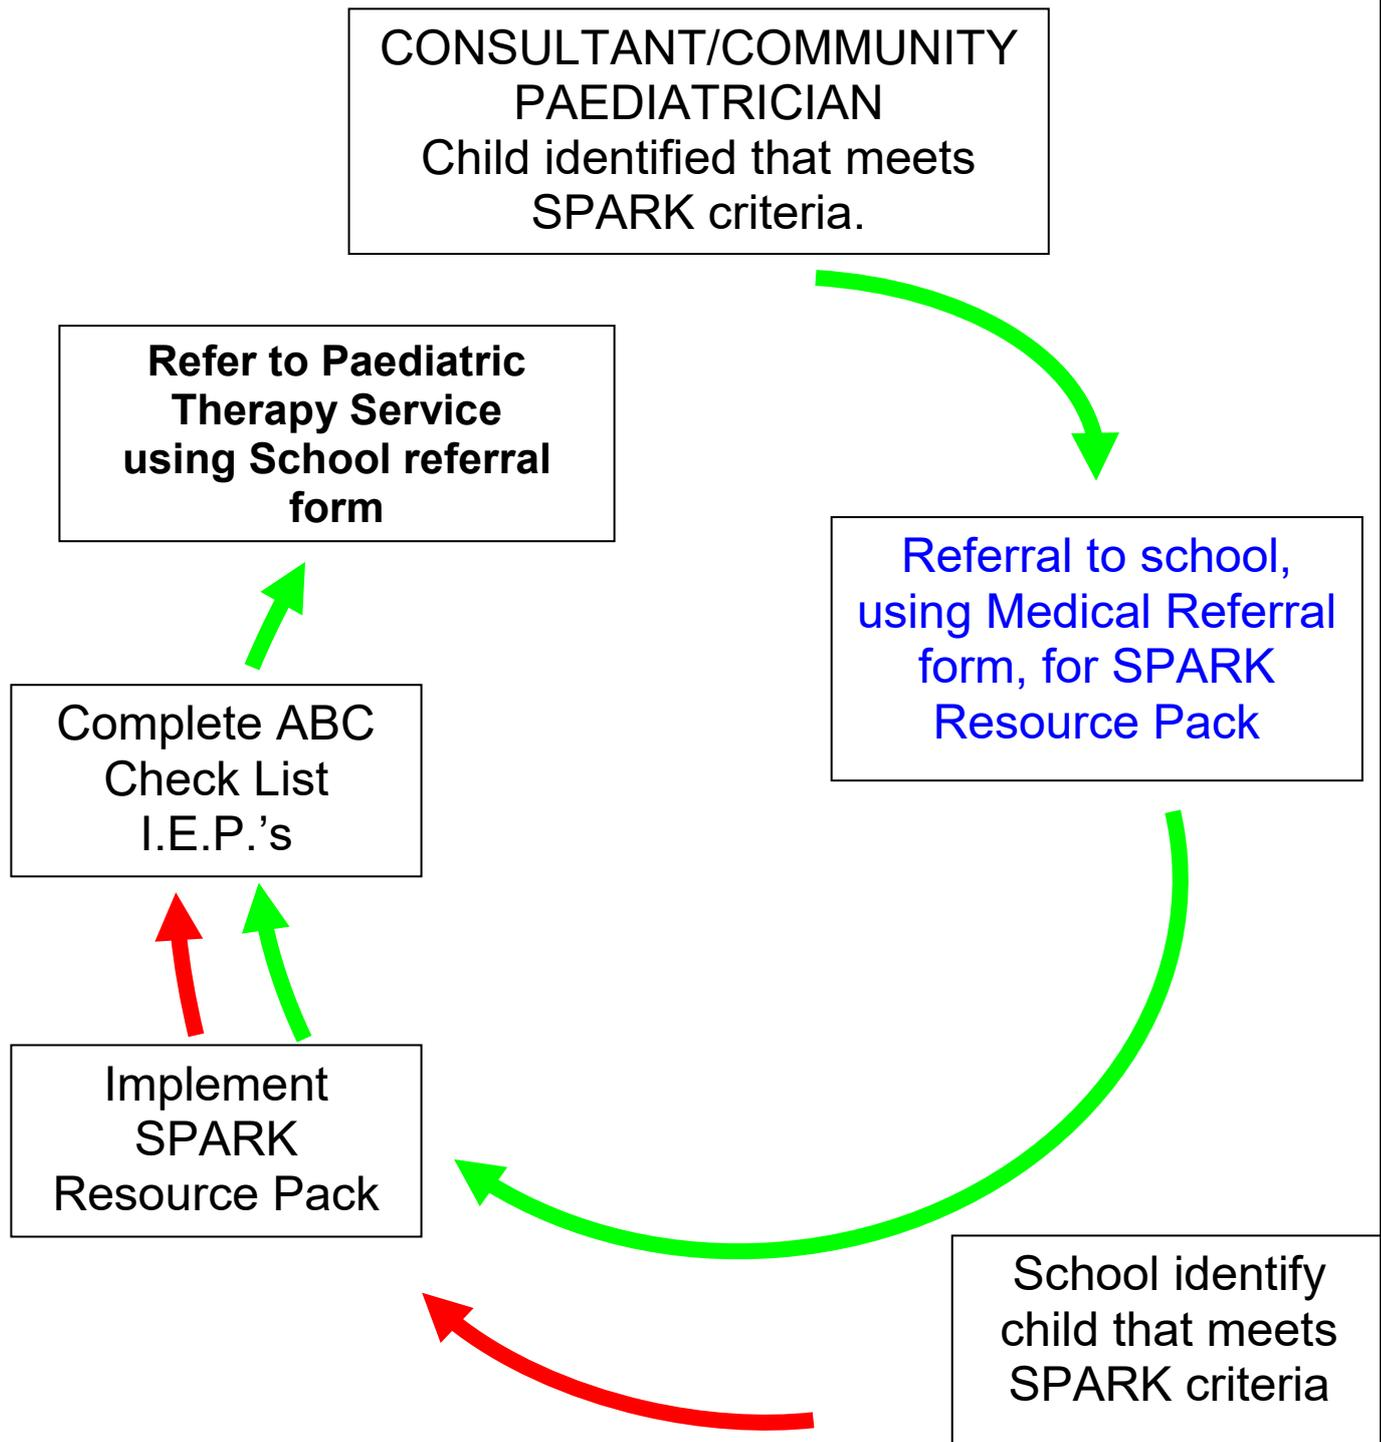 CONSULTANT/COMMUNITY
PAEDIATRICIAN
Child identified that meets
SPARK criteria.
Refer to Paediatric
Therapy Service
using School referral
form
Referral to school,
using Medical Referral
form, for SPARK
Resource Pack
Complete ABC
Check List
I.E.P.’s
Implement
SPARK
Resource Pack
School identify
child that meets
SPARK criteria